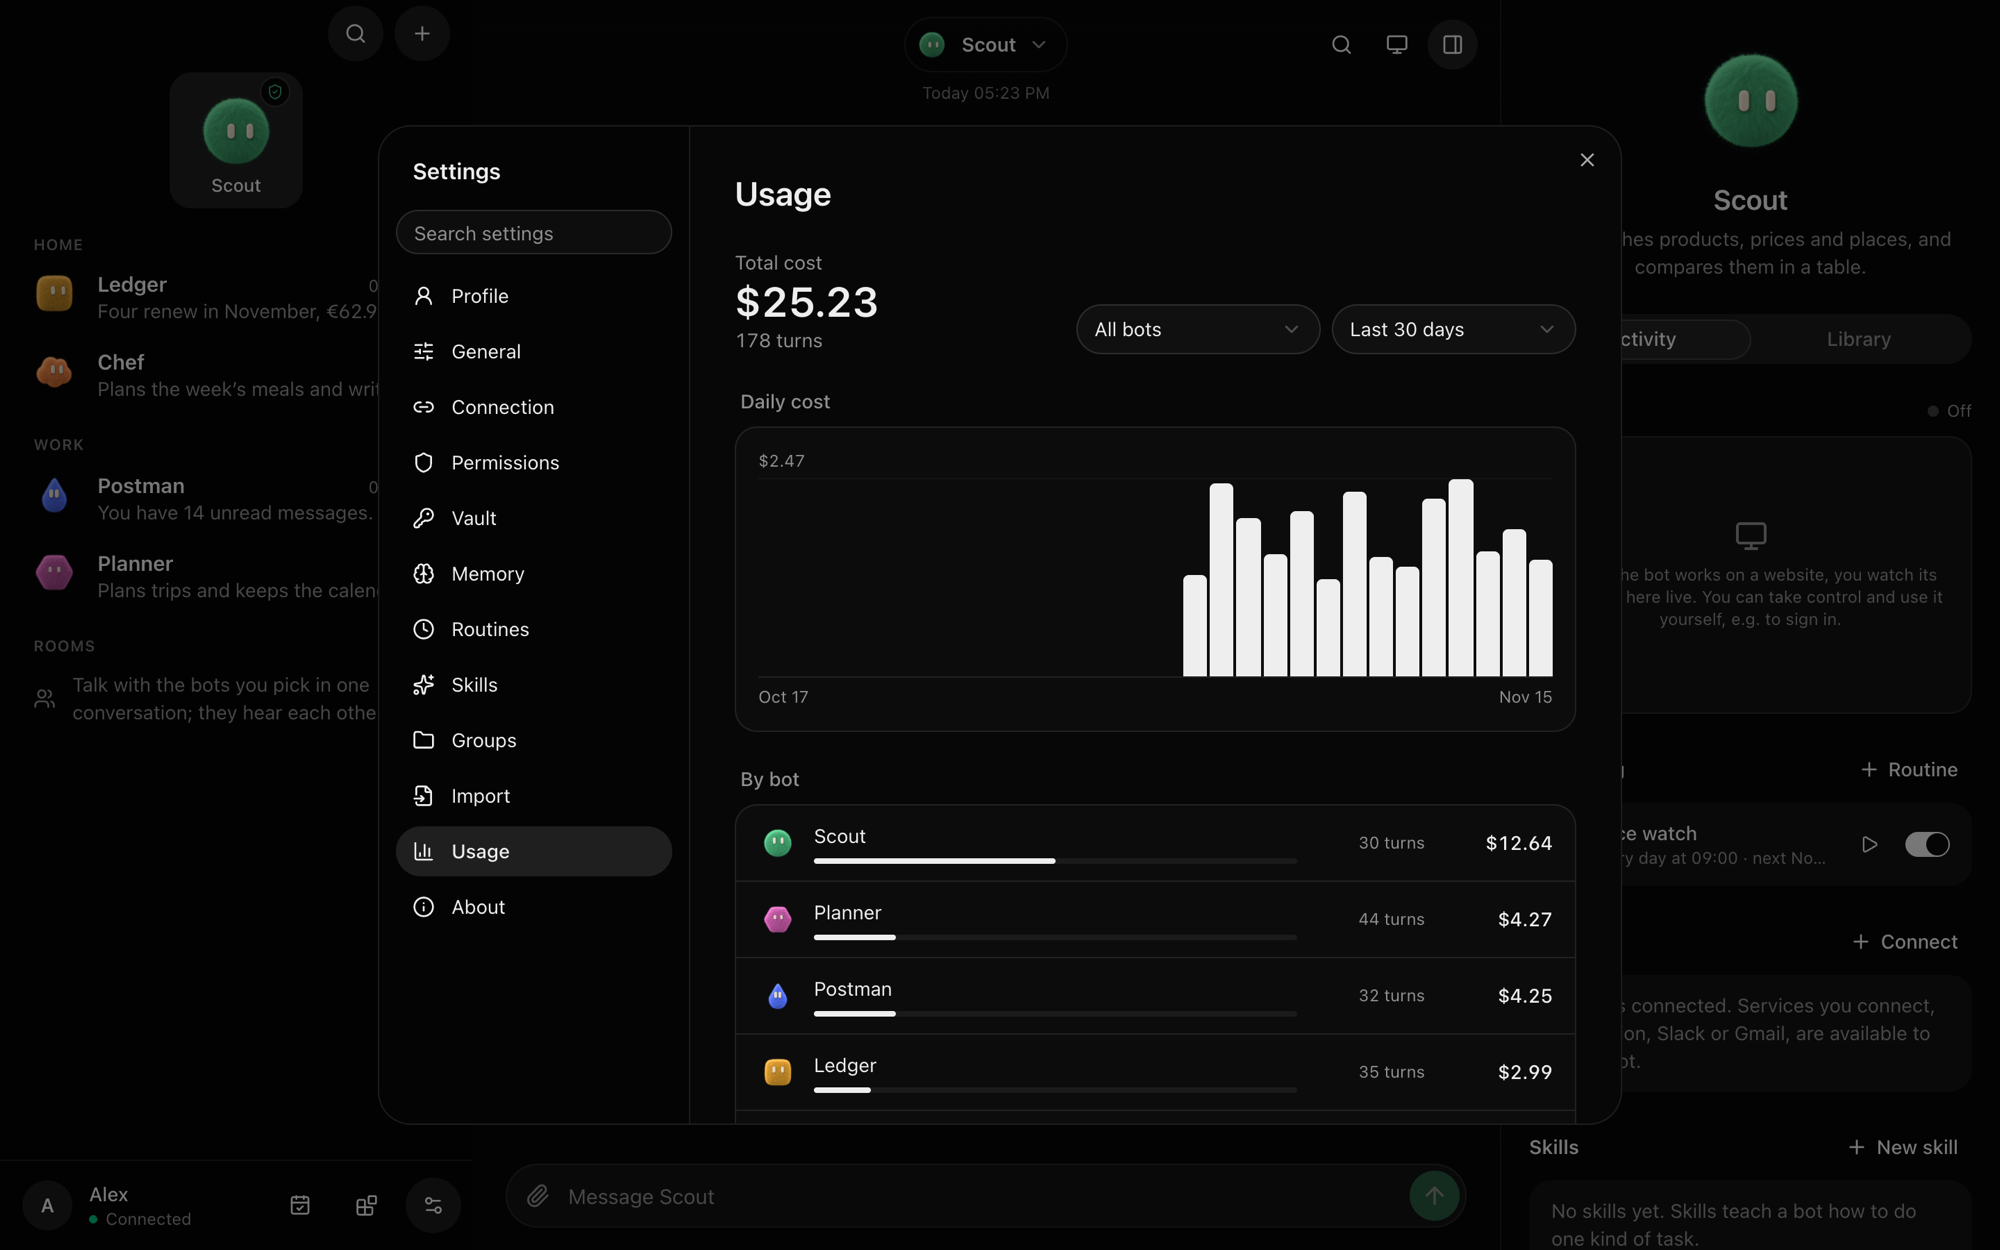 Scout
Today 05:23 PM
Scout
HOME
Ledger
Four renew in November, €62.9
Chef
Plans the week’s meals and writ
WORK
Postman
You have 14 unread messages.
Planner
Plans trips and keeps the calen
ROOMS
Talk with the bots you pick in one
conversation; they hear each othe
Alex
Connected
A
Settings
Search settings
Profile
General
Connection
Permissions
Vault
Memory
Routines
Skills
Groups
Import
Usage
About
Usage
Total cost
$25.23
178 turns
All bots
Last 30 days
Daily cost
$2.47
Oct 17
Nov 15
By bot
Scout
30 turns
$12.64
Planner
44 turns
$4.27
Postman
32 turns
$4.25
Ledger
35 turns
$2.99
Message Scout
Scout
hes products, prices and places, and
compares them in a table.
ctivity
Library
Off
he bot works on a website, you watch its
here live. You can take control and use it
yourself, e.g. to sign in.
Routine
ce watch
ry day at 09:00 · next No...
Connect
s connected. Services you connect,
on, Slack or Gmail, are available to
ot.
Skills
New skill
No skills yet. Skills teach a bot how to do
one kind of task.